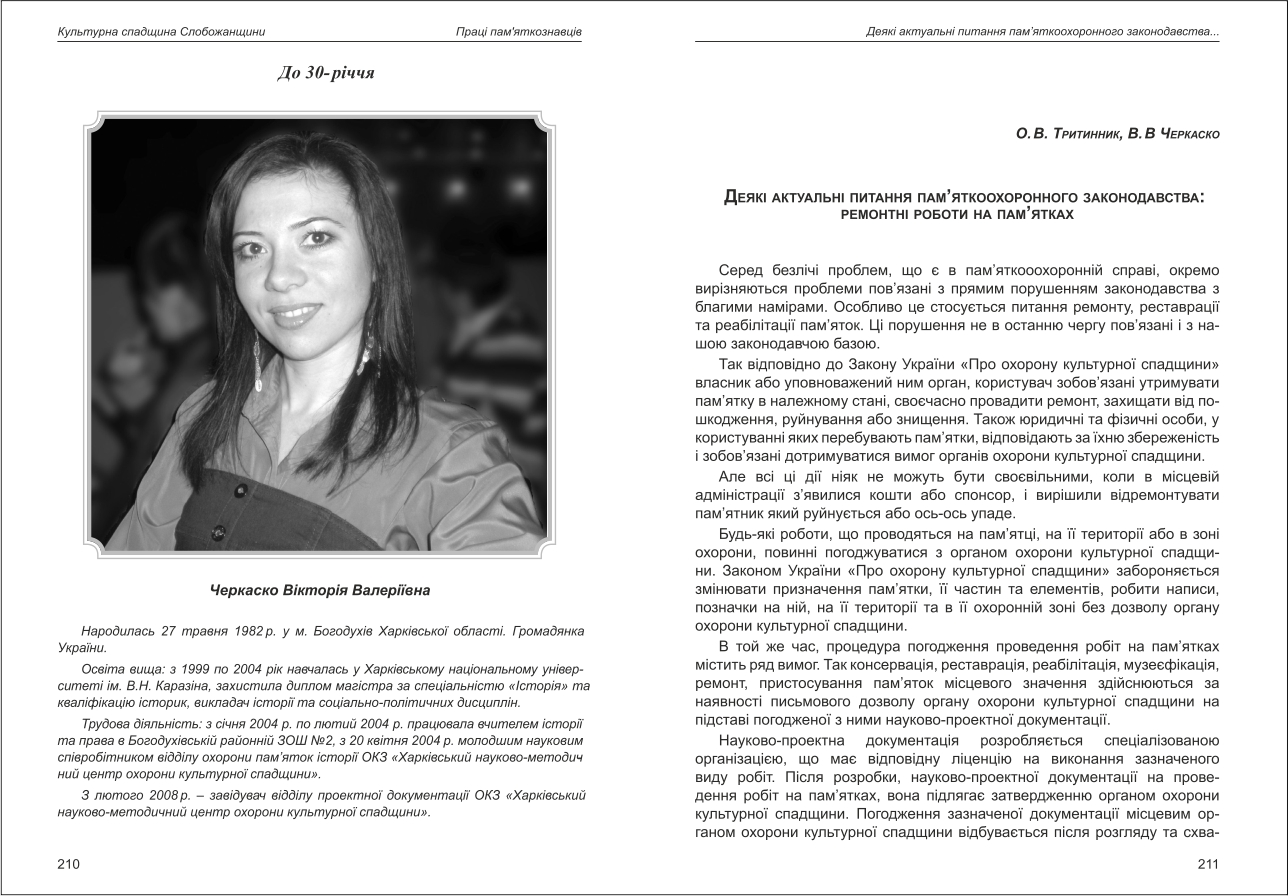 Культурна спадщина Слобожанщини Праці пам'яткознавців
До 30-річчя
Черкаско Вікторія Валеріївна
Народилась 27 травня 1982 р. у м. Богодухів Харківської області. Громадянка
України.
Освіта вища: з 1999 по 2004 рік навчалась у Харківському національному універ-
ситеті ім. В.Н. Каразіна, захистила диплом магістра за спеціальністю «Історія» та
кваліфікацію історик, викладач історії та соціально-політичних дисциплін.
Трудова діяльність: з січня 2004 р. по лютий 2004 р. працювала вчителем історії
та права в Богодухівській районній ЗОШ №2, з 20 квітня 2004 р. молодшим науковим
співробітником відділу охорони пам’яток історії ОКЗ «Харківський науково-методич
ний центр охорони культурної спадщини».
З лютого 2008 р. – завідувач відділу проектної документації ОКЗ «Харківський
науково-методичний центр охорони культурної спадщини».
210
Деякі актуальні питання пам’яткоохоронного законодавства...
О. В. Тритинник, В. В Черкаско
Деякі актуальні питання пам’яткоохоронного законодавства:
ремонтні роботи на пам’ятках
Серед безлічі проблем, що є в пам’яткооохоронній справі, окремо
вирізняються проблеми пов’язані з прямим порушенням законодавства з
благими намірами. Особливо це стосується питання ремонту, реставрації
та реабілітації пам’яток. Ці порушення не в останню чергу пов’язані і з на-
шою законодавчою базою.
Так відповідно до Закону України «Про охорону культурної спадщини»
власник або уповноважений ним орган, користувач зобов’язані утримувати
пам’ятку в належному стані, своєчасно провадити ремонт, захищати від по-
шкодження, руйнування або знищення. Також юридичні та фізичні особи, у
користуванні яких перебувають пам’ятки, відповідають за їхню збереженість
і зобов’язані дотримуватися вимог органів охорони культурної спадщини.
Але всі ці дії ніяк не можуть бути своєвільними, коли в місцевій
адміністрації з’явилися кошти або спонсор, і вирішили відремонтувати
пам’ятник який руйнується або ось-ось упаде.
Будь-які роботи, що проводяться на пам’ятці, на її території або в зоні
охорони, повинні погоджуватися з органом охорони культурної спадщи-
ни. Законом України «Про охорону культурної спадщини» забороняється
змінювати призначення пам’ятки, її частин та елементів, робити написи,
позначки на ній, на її території та в її охоронній зоні без дозволу органу
охорони культурної спадщини.
В той же час, процедура погодження проведення робіт на пам’ятках
містить ряд вимог. Так консервація, реставрація, реабілітація, музеєфікація,
ремонт, пристосування пам’яток місцевого значення здійснюються за
наявності письмового дозволу органу охорони культурної спадщини на
підставі погодженої з ними науково-проектної документації.
Науково-проектна документація розробляється спеціалізованою
організацією, що має відповідну ліцензію на виконання зазначеного
виду робіт. Після розробки, науково-проектної документації на прове-
дення робіт на пам’ятках, вона підлягає затвердженню органом охорони
культурної спадщини. Погодження зазначеної документації місцевим ор-
ганом охорони культурної спадщини відбувається після розгляду та схва-
211